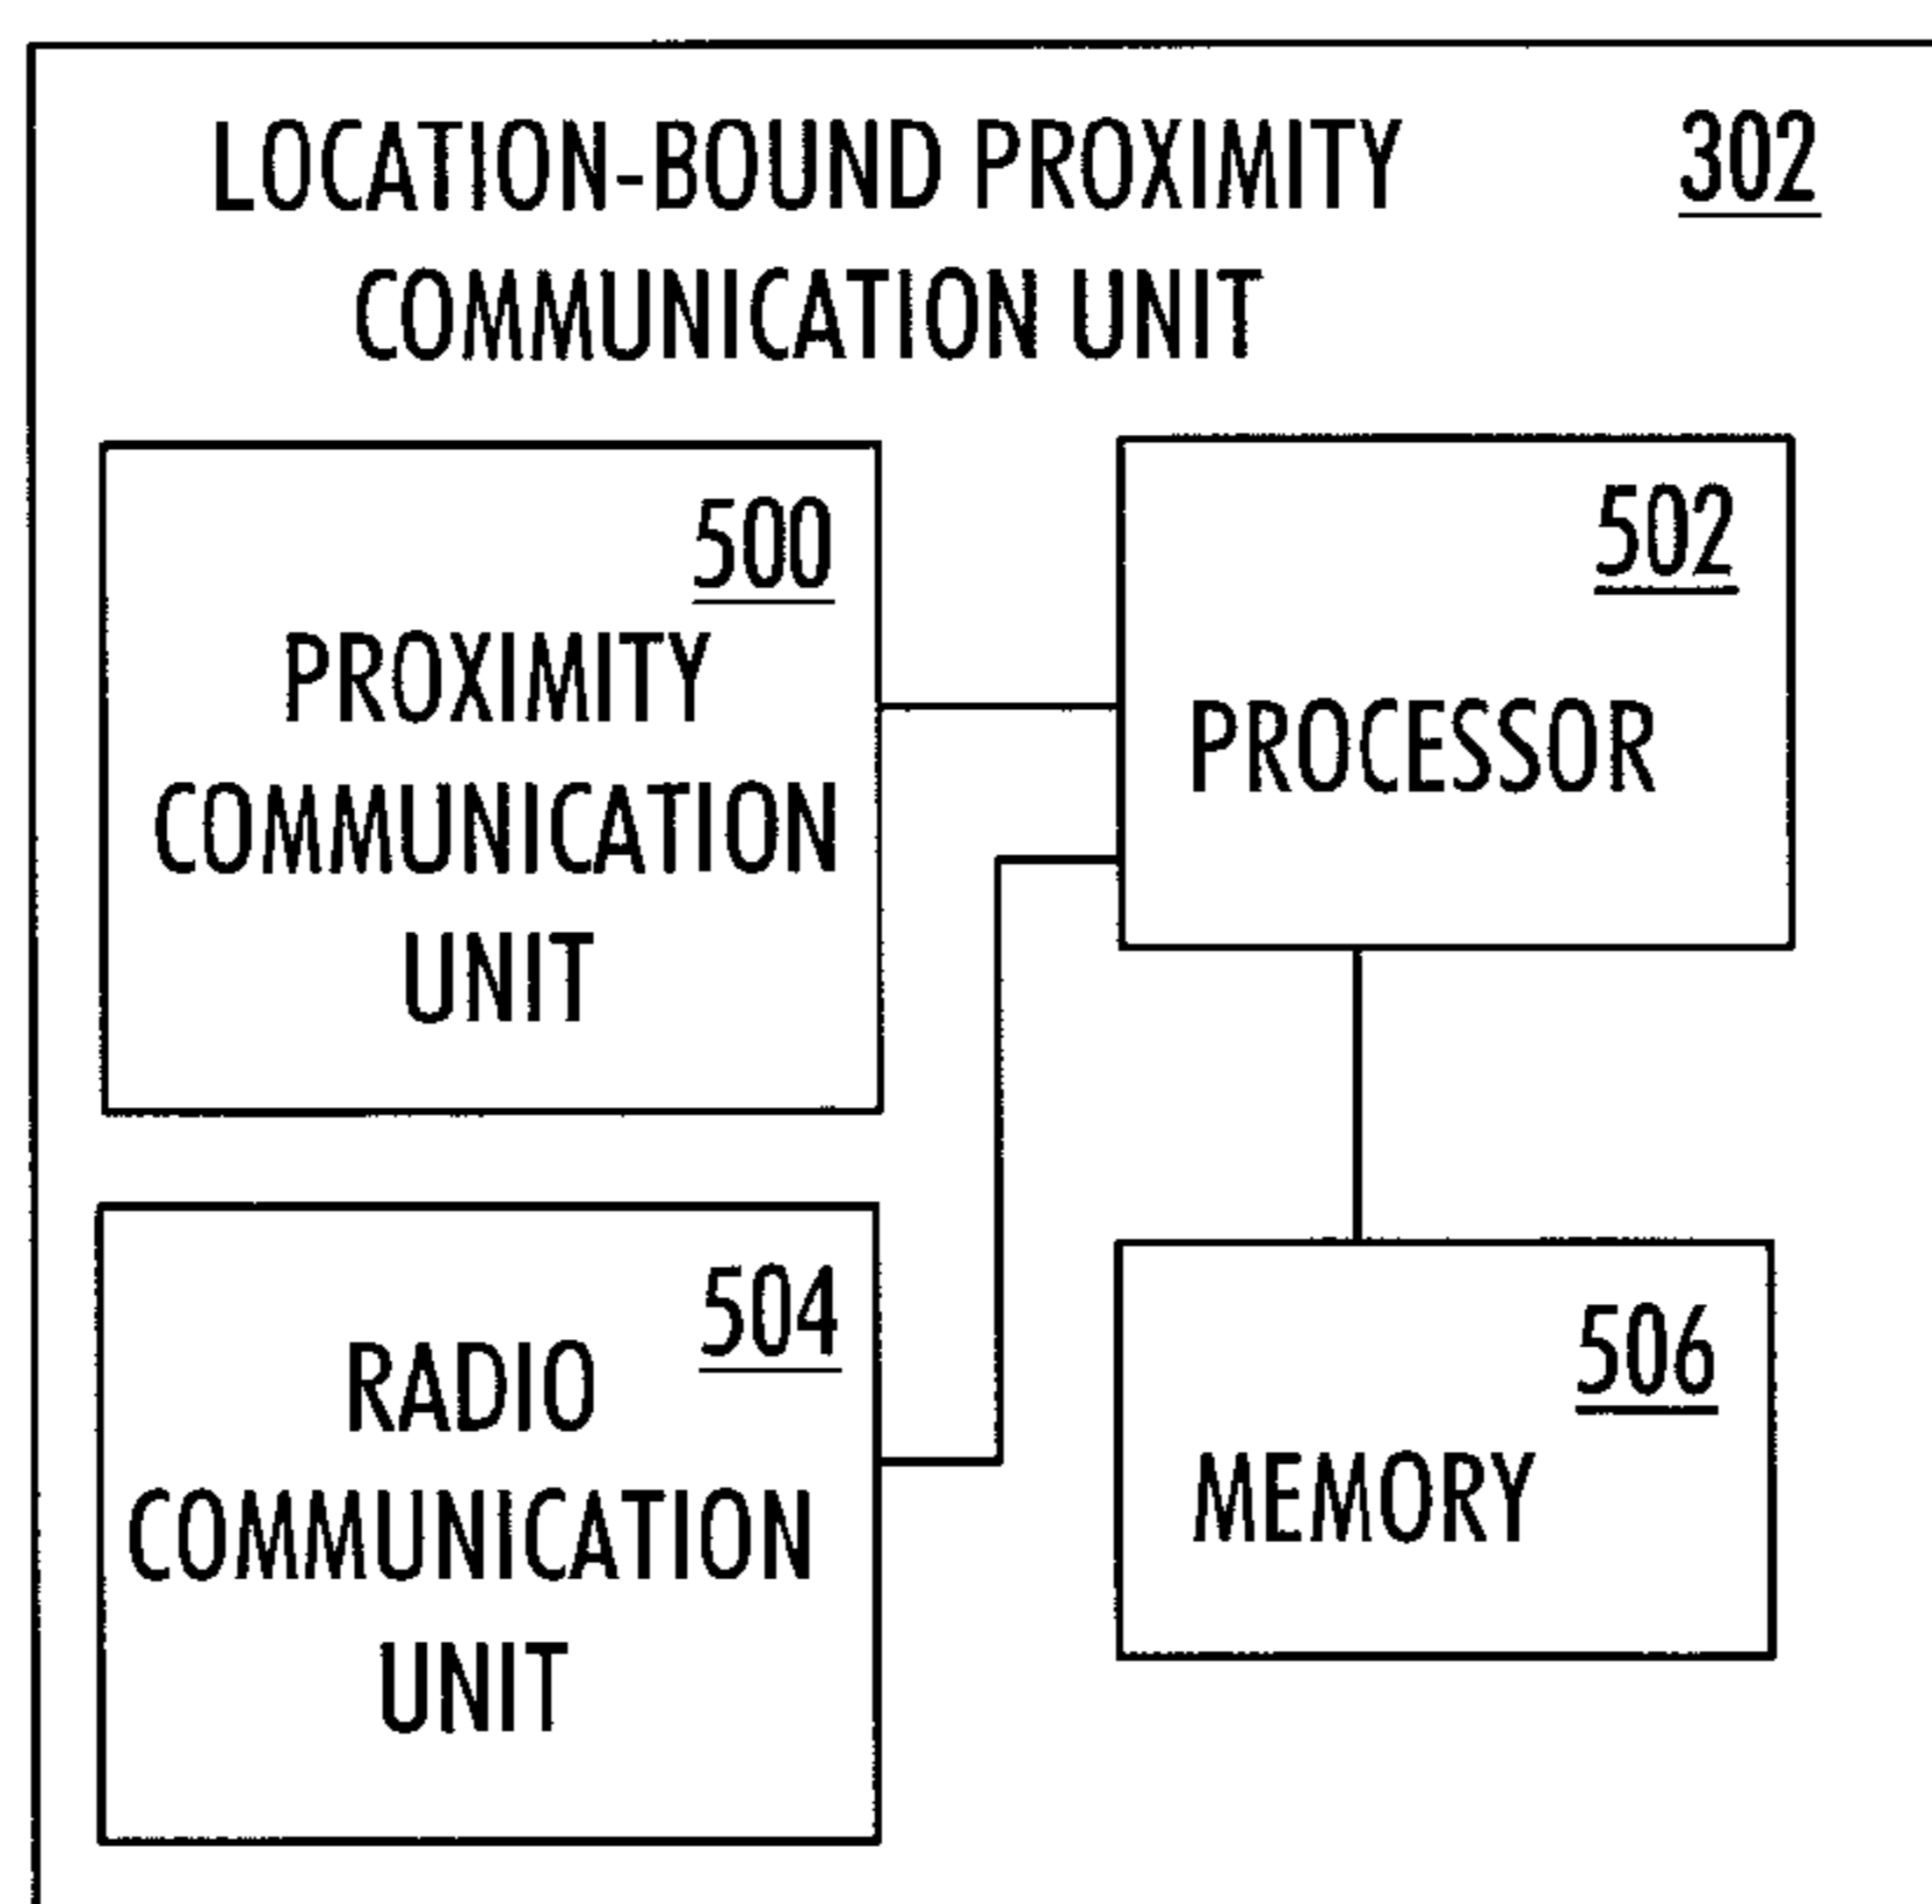 LOCATION-BOUND PROXIMITY 302
COMMUNICATION UNIT
500
PROXIMITY
COMMUNICATION
UNIT
502
PROCESSOR
504
RADIO
COMMUNICATION
UNIT
506
MEMORY